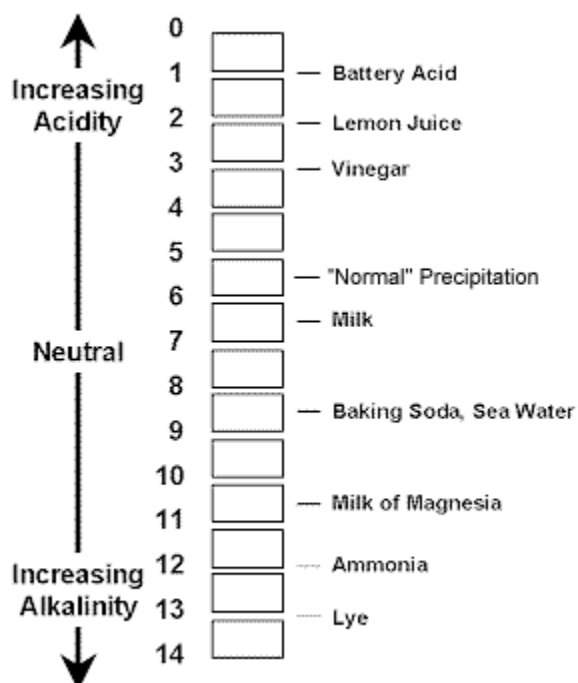 0
1
Battery Acid
Increasing
Acidity
2
Lemon Juice
3
Vinegar
4
5
"Normal" Precipitation
6
Milk
7
Neutral
8
Baking Soda, Sea Water
9
10
Milk of Magnesia
11
12
Ammonia
Increasing
Alkalinity
13
Lye
14